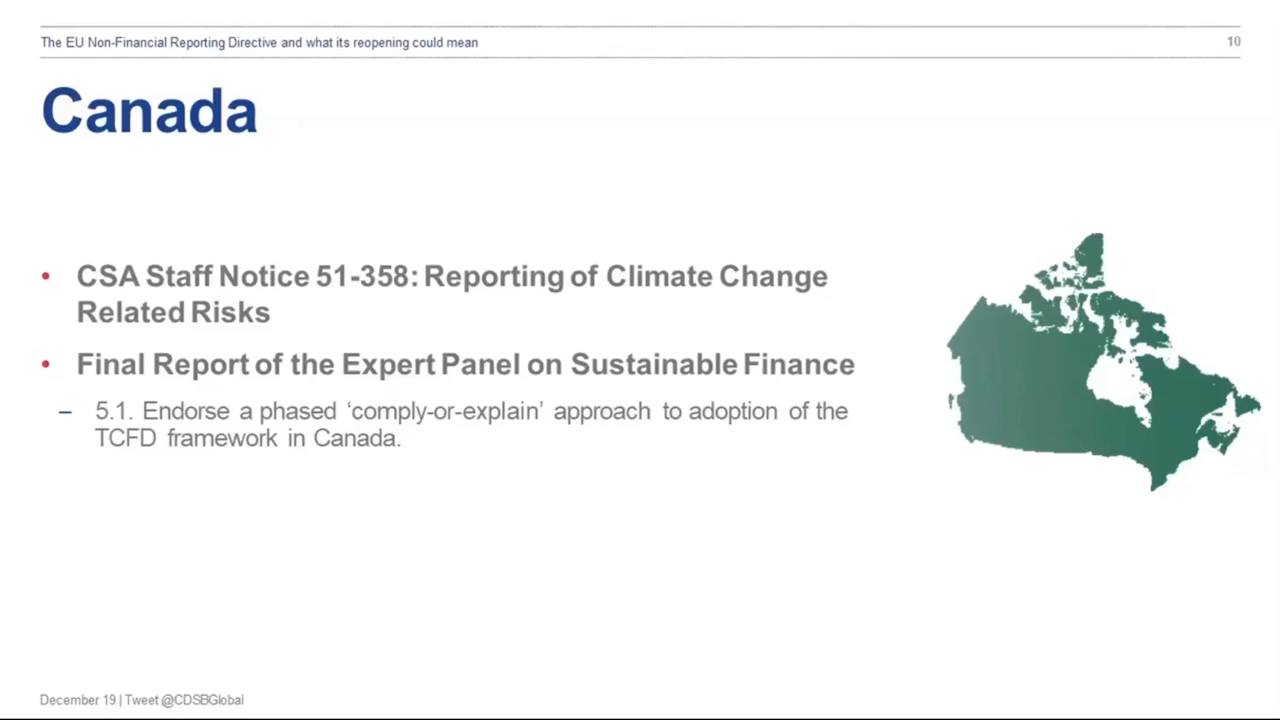 The EU Non-Financial Reporting Directive and what its reopening could mean
10
Canada
• CSA Staff Notice 51-358: Reporting of Climate Change
Related Risks
• Final Report of the Expert Panel on Sustainable Finance
– 5.1. Endorse a phased ‘comply-or-explain’ approach to adoption of the
TCFD framework in Canada.
December 19 | Tweet @CDSBGlobal